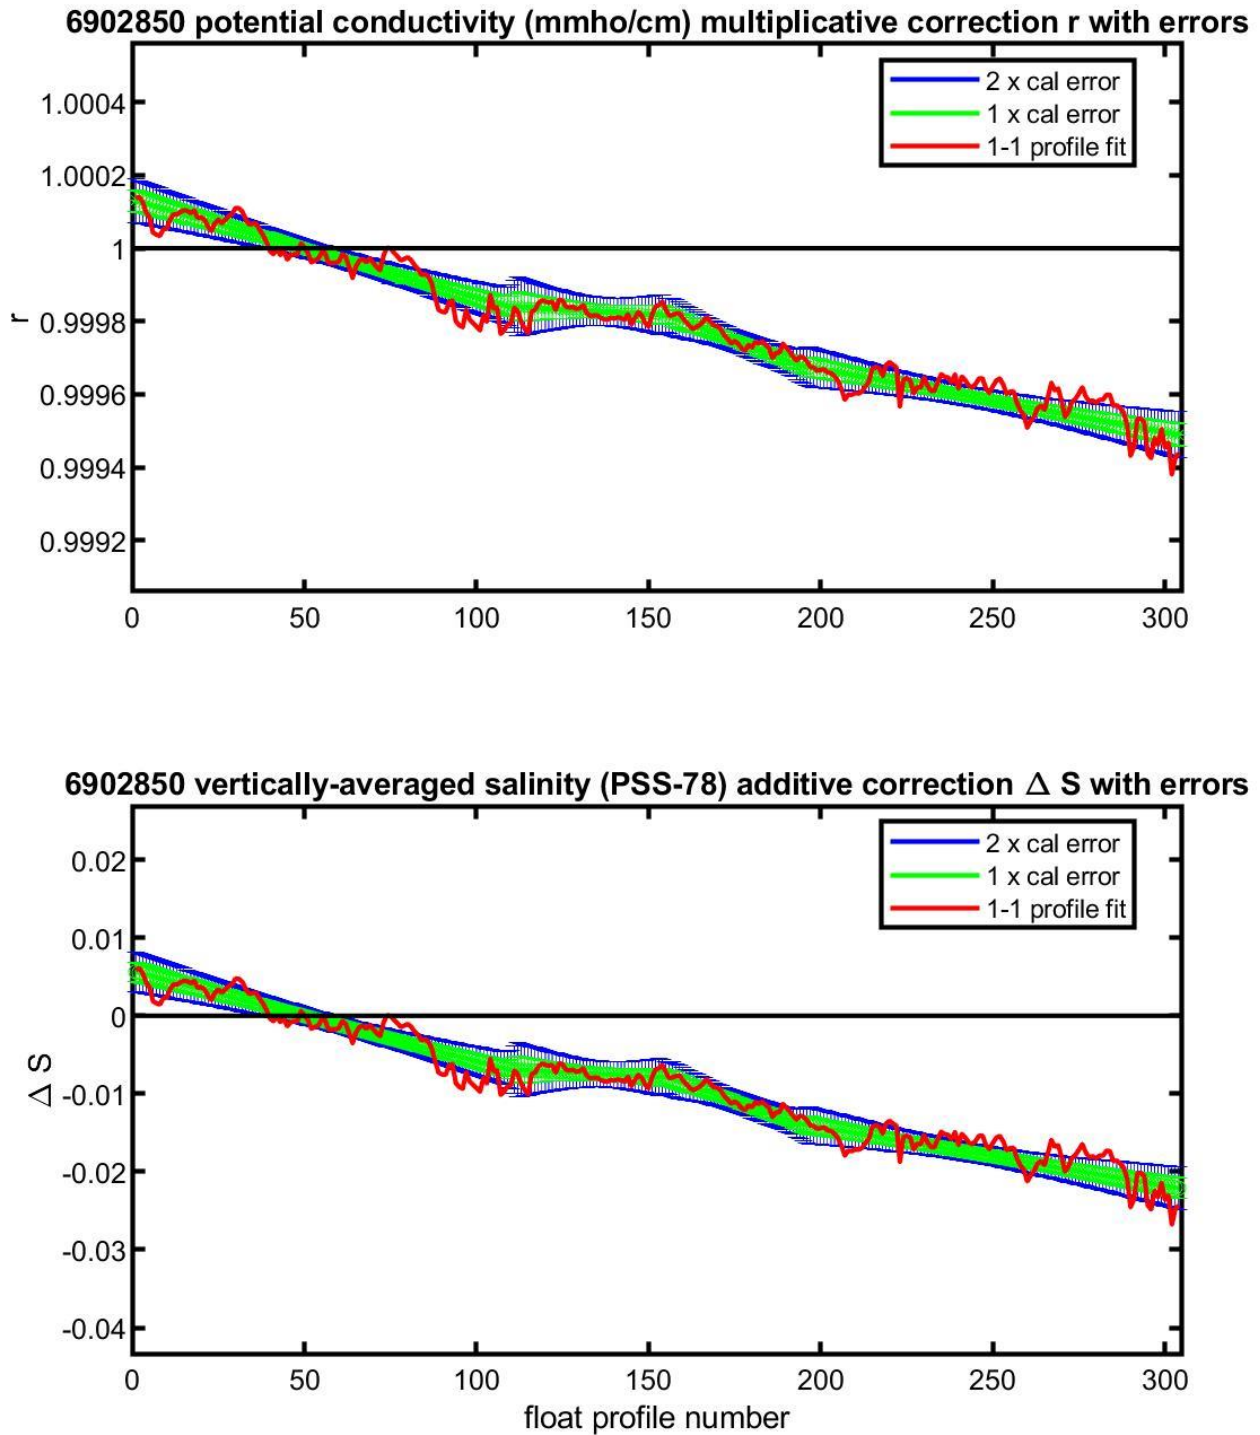 6902850 potential conductivity (mmho/cm) multiplicative correction r with errors
2 x cal error
1 x cal error
1-1 profile fit
1.0004
1.0002
1
0.9998
0.9996
0.9994
0.9992
r
0 50 100 150 200 250 300
6902850 vertically-averaged salinity (PSS-78) additive correction Δ S with errors
2 x cal error
1 x cal error
1-1 profile fit
0.02
0.01
0
-0.01
-0.02
-0.03
-0.04
Δ S
0 50 100 150 200 250 300
float profile number